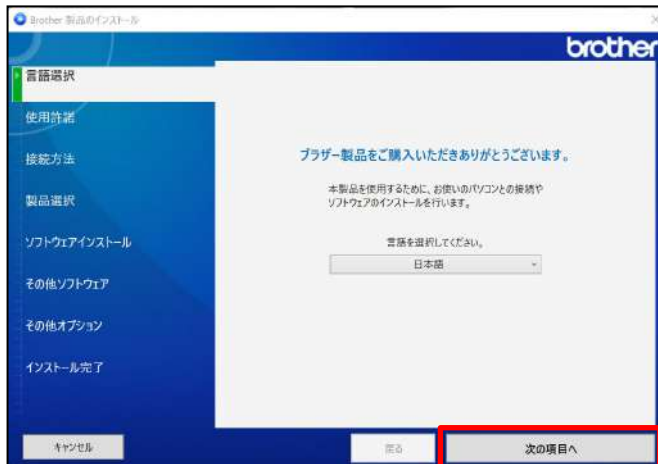 Brother 製品のインストール
brother
言語選択
使用許諾
接続方法
製品選択
ソフトウェアインストール
その他ソフトウェア
その他オプション
インストール完了
ブラザー製品をご購入いただきありがとうございます。
本製品を使用するために、お使いのパソコンとの接続や
ソフトウェアのインストールを行います。
言語を選択してください。
日本語
キャンセル
戻る
次の項目へ